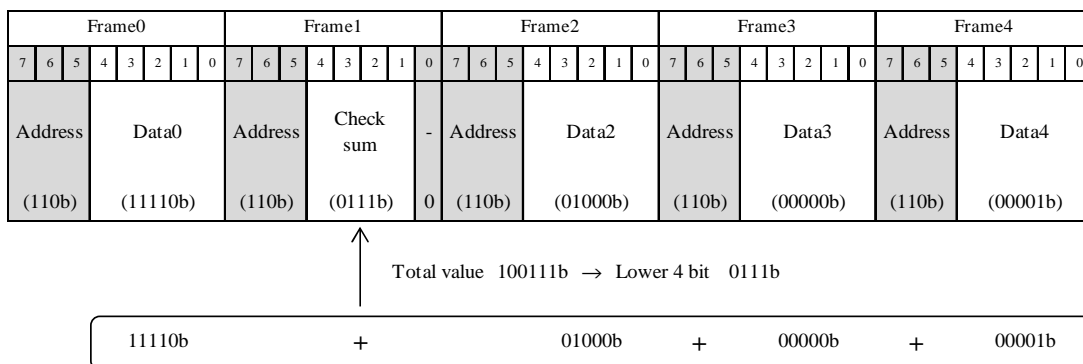 Frame0 Frame1 Frame2 Frame3 Frame4
7 6 5 4 3 2 1 0 7 6 5 4 3 2 1 0 7 6 5 4 3 2 1 0 7 6 5 4 3 2 1 0 7 6 5 4 3 2 1 0
Address Data0 Address Check sum - Address Data2 Address Data3 Address Data4
(110b) (11110b) (110b) (0111b) 0 (110b) (01000b) (110b) (00000b) (110b) (00001b)
Total value 100111b → Lower 4 bit 0111b
11110b + 01000b + 00000b + 00001b